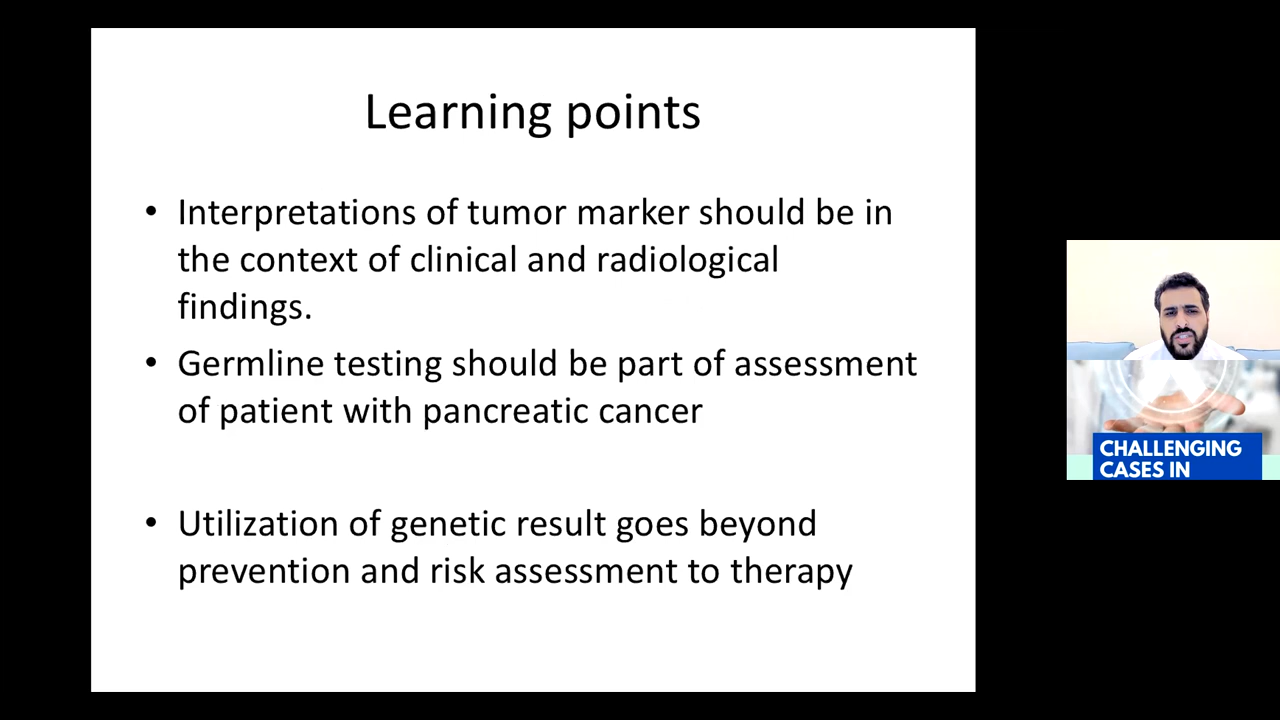 Learning points
• Interpretations of tumor marker should be in
the context of clinical and radiological
findings.
• Germline testing should be part of assessment
of patient with pancreatic cancer
• Utilization of genetic result goes beyond
prevention and risk assessment to therapy
CHALLENGING
CASES IN